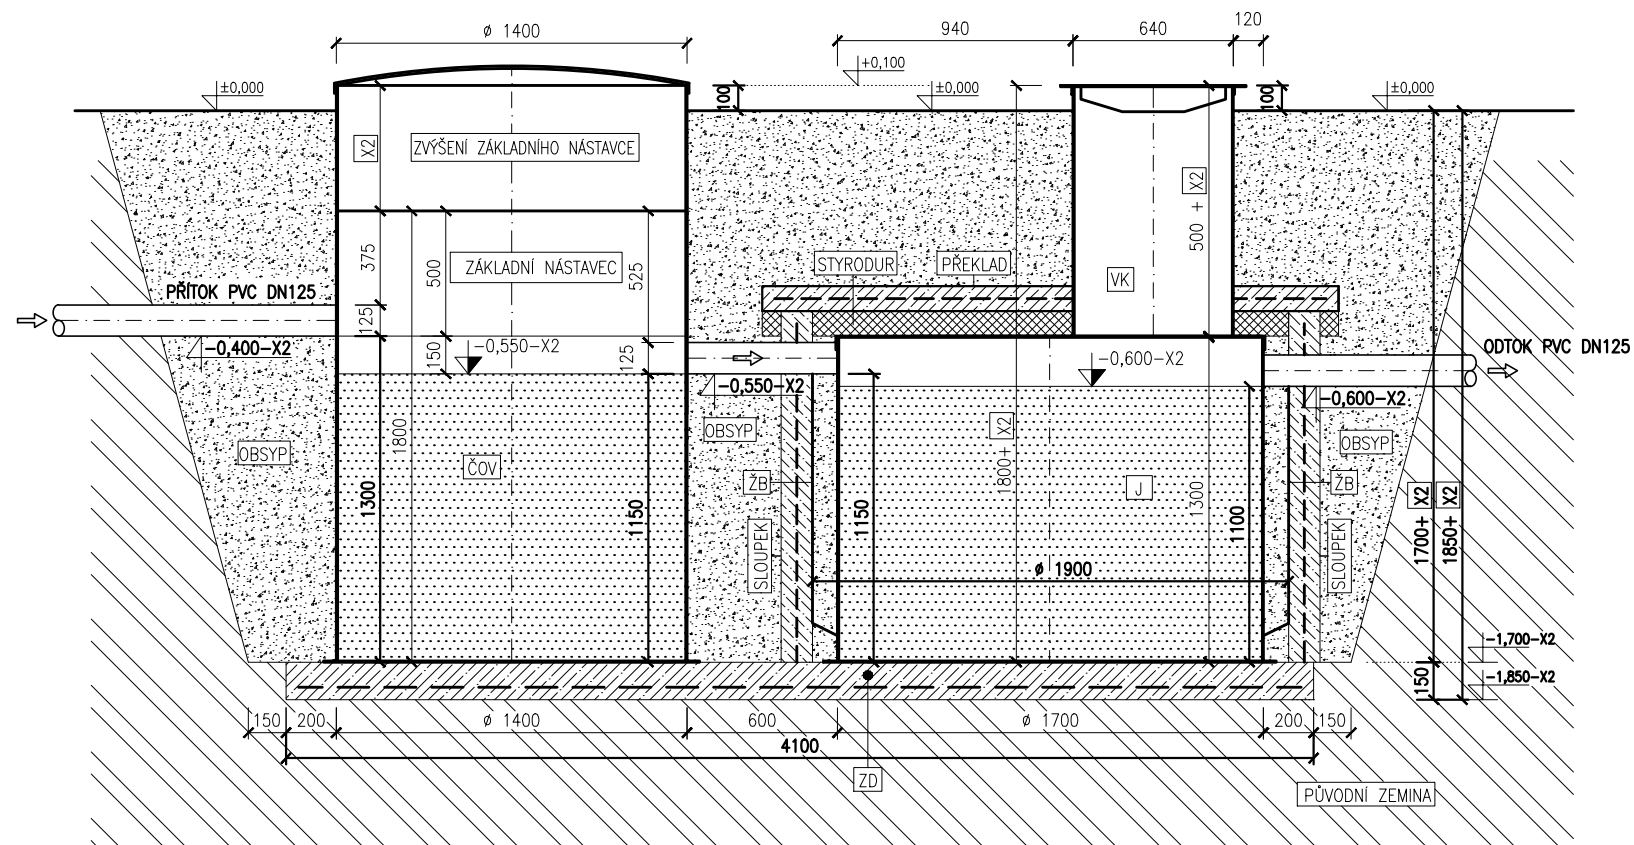 ø 1400
940
640
120
+0,100
±0,000
±0,000
±0,000
100
100
X2
ZVÝŠENÍ ZÁKLADNÍHO NÁSTAVCE
500 + X2
375
500
ZÁKLADNÍ NÁSTAVEC
525
STYRODUR
PŘEKLAD
VK
PŘÍTOK PVC DN125
125
-0,400-X2
150
-0,550-X2
125
-0,550-X2
-0,600-X2
ODTOK PVC DN125
-0,600-X2
OBSYP
1800
ČOV
OBSYP
1800+ X2
OBSYP
1300
1150
ŽB
SLOUPEK
1150
J
1300
1100
ŽB
SLOUPEK
1700+ X2
1850+ X2
ø 1900
-1,700-X2
150
-1,850-X2
150
200
ø 1400
600
ø 1700
200
150
4100
ZD
PŮVODNÍ ZEMINA